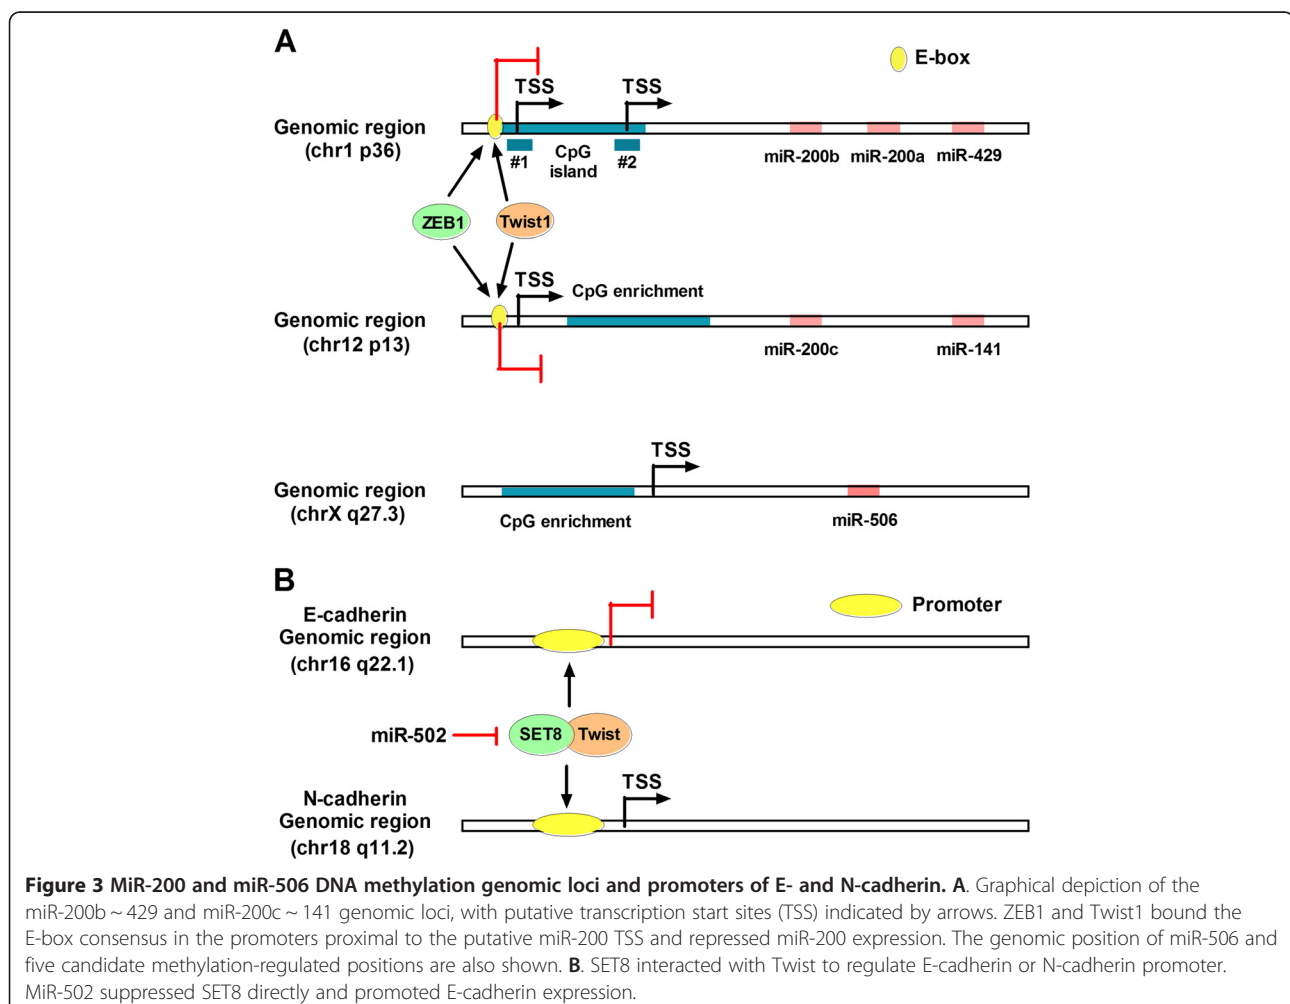 A
E-box
TSS
TSS
Genomic region
(chr1 p36)
#1
CpG
island
#2
miR-200b
miR-200a
miR-429
ZEB1
Twist1
TSS
CpG enrichment
Genomic region
(chr12 p13)
miR-200c
miR-141
TSS
Genomic region
(chrX q27.3)
CpG enrichment
miR-506
B
E-cadherin
Genomic region
(chr16 q22.1)
Promoter
miR-502
SET8
Twist
TSS
N-cadherin
Genomic region
(chr18 q11.2)
Figure 3 MiR-200 and miR-506 DNA methylation genomic loci and promoters of E- and N-cadherin. A. Graphical depiction of the
miR-200b ~ 429 and miR-200c ~ 141 genomic loci, with putative transcription start sites (TSS) indicated by arrows. ZEB1 and Twist1 bound the
E-box consensus in the promoters proximal to the putative miR-200 TSS and repressed miR-200 expression. The genomic position of miR-506 and
five candidate methylation-regulated positions are also shown. B. SET8 interacted with Twist to regulate E-cadherin or N-cadherin promoter.
MiR-502 suppressed SET8 directly and promoted E-cadherin expression.